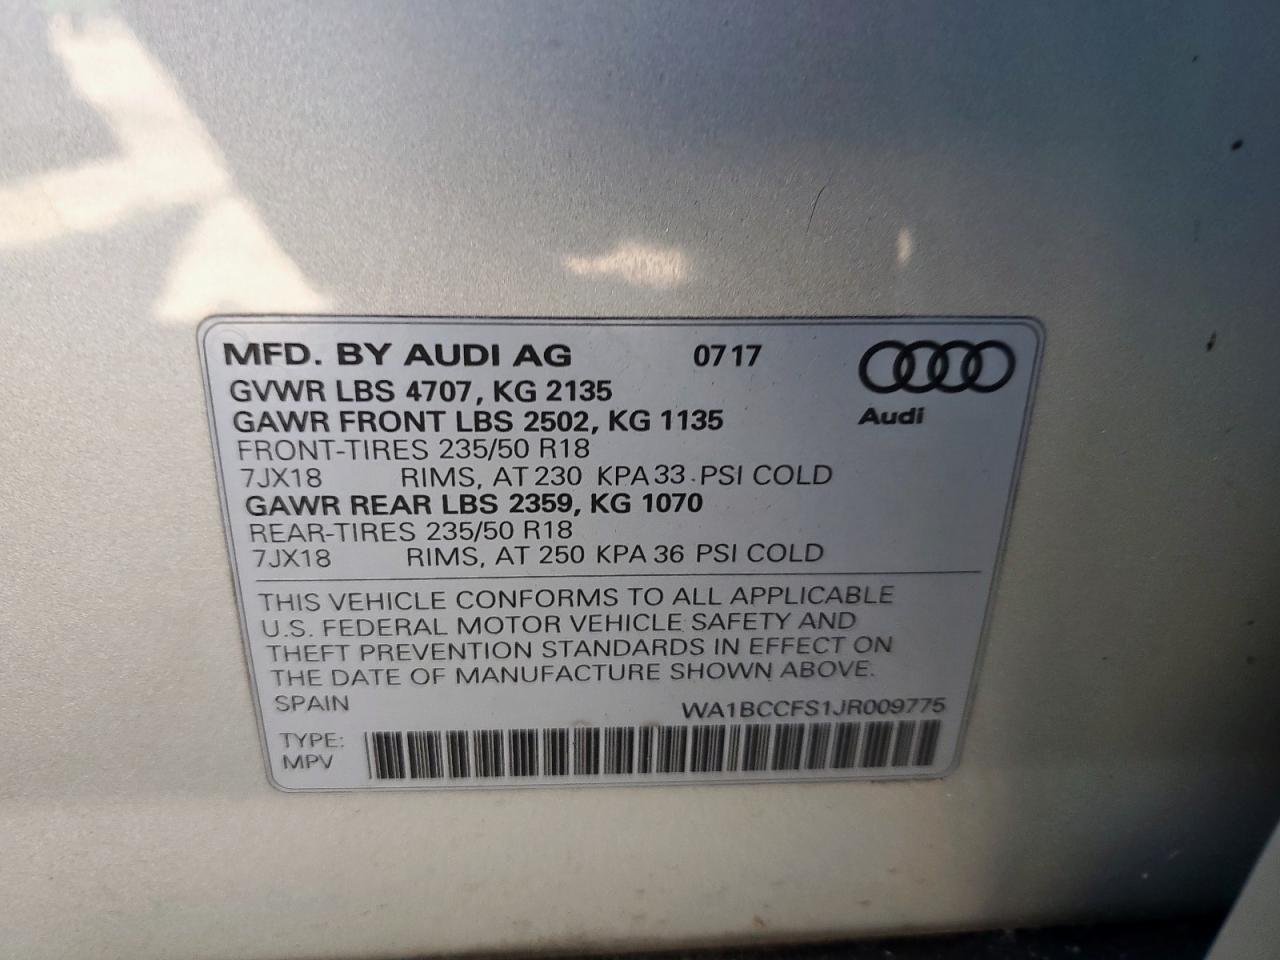 MFD. BY AUDI AG 0717
GVWR LBS 4707, KG 2135
GAWR FRONT LBS 2502, KG 1135
Audi
FRONT-TIRES 235/50 R18
7JX18 RIMS, AT 230 KPA 33 PSI COLD
GAWR REAR LBS 2359, KG 1070
REAR-TIRES 235/50 R18
7JX18 RIMS, AT 250 KPA 36 PSI COLD
THIS VEHICLE CONFORMS TO ALL APPLICABLE
U.S. FEDERAL MOTOR VEHICLE SAFETY AND
THEFT PREVENTION STANDARDS IN EFFECT ON
THE DATE OF MANUFACTURE SHOWN ABOVE.
SPAIN WA1BCCFS1JR009775
TYPE:
MPV